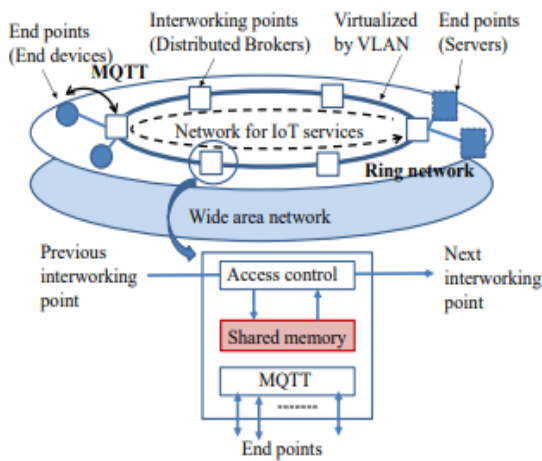 End points
(End devices)
Interworking points
(Distributed Brokers)
Virtualized
by VLAN
End points
(Servers)
MQTT
Network for IoT services
Ring network
Wide area network
Previous
interworking
point
Access control
Next
interworking
point
Shared memory
MQTT
End points